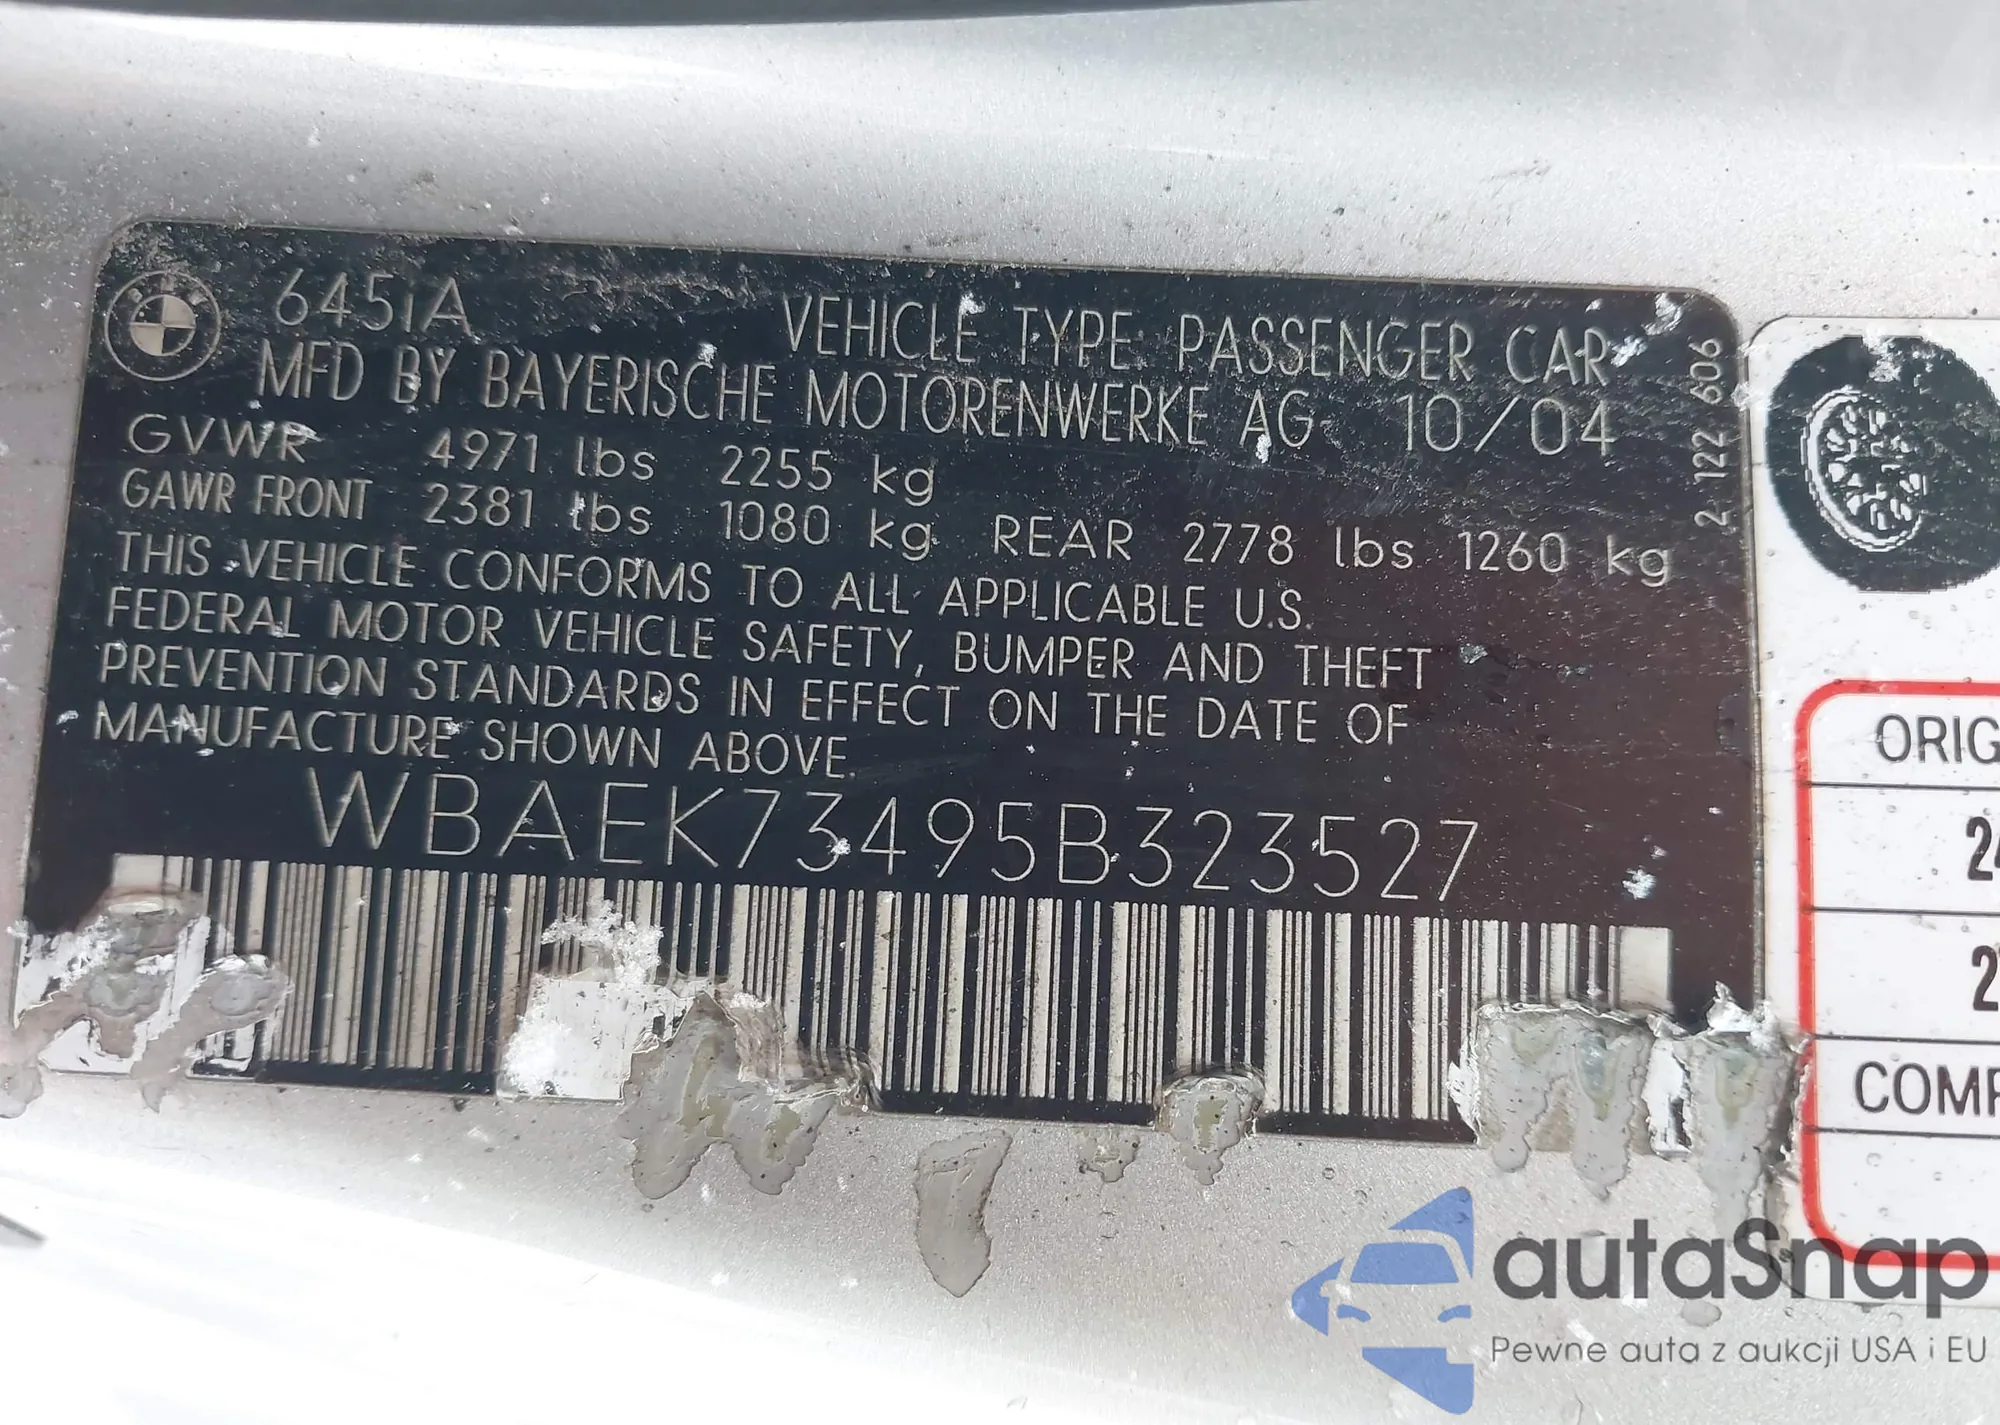 645iA
VEHICLE TYPE PASSENGER CAR
MFD BY BAYERISCHE MOTORENWERKE AG 10/04
GVWR 4971 lbs 2255 kg
GAWR FRONT 2381 lbs 1080 kg REAR 2778 lbs 1260 kg
THIS VEHICLE CONFORMS TO ALL APPLICABLE U.S.
FEDERAL MOTOR VEHICLE SAFETY, BUMPER AND THEFT
PREVENTION STANDARDS IN EFFECT ON THE DATE OF
MANUFACTURE SHOWN ABOVE.
WBAEK73495B323527
2 122 606
ORIG
2
COMP
autoSnap
Pewne auta z aukcji USA i EU